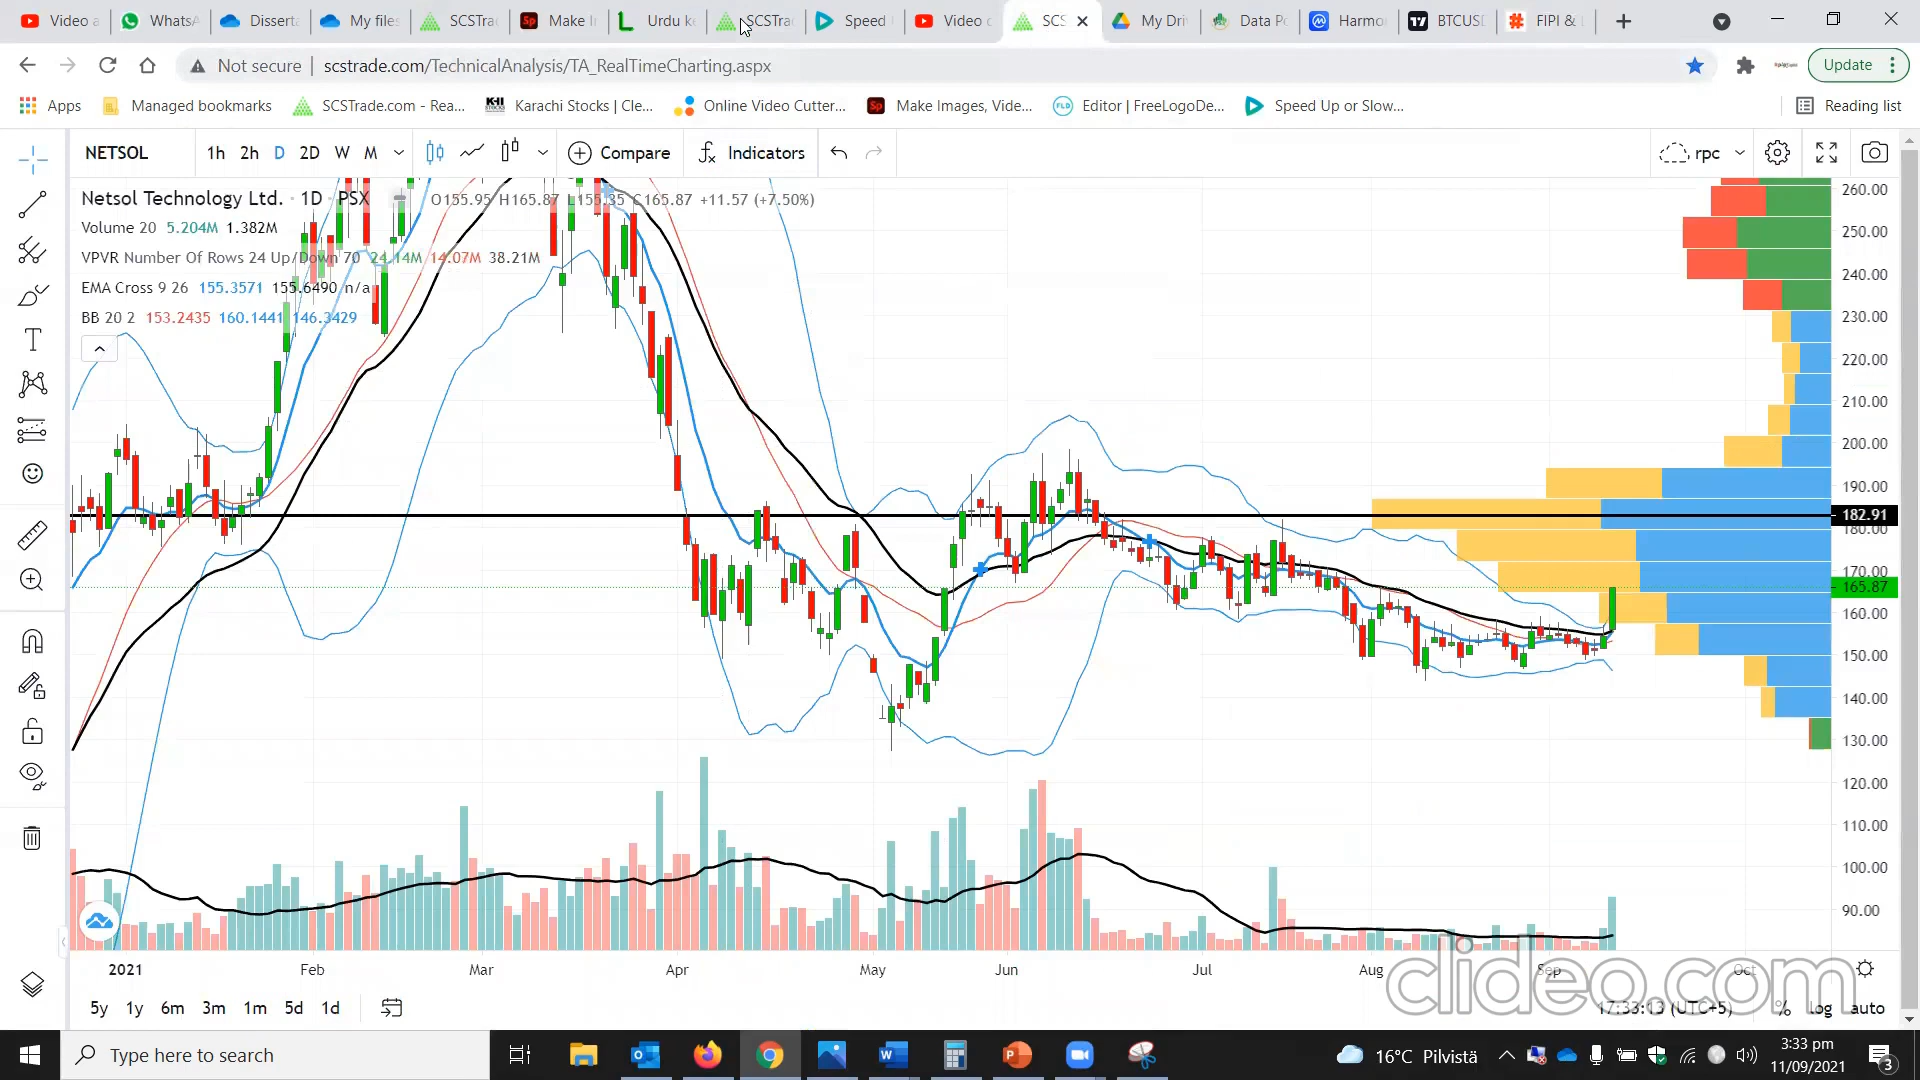 Video a
WhatsA
Disserta
My files
SCSTrac
Make Ir
Urdu ke
SCSTrac
Speed
Video c
SCS
My Driv
Data Po
Harmo
BTCUSD
FIPI &
Not secure | scstrade.com/TechnicalAnalysis/TA_RealTimeCharting.aspx
Update
Apps
Managed bookmarks
SCSTrade.com - Rea...
Karachi Stocks | Cle...
Online Video Cutter...
Make Images, Vide...
Editor | FreeLogoDe...
Speed Up or Slow...
Reading list
NETSOL
1h 2h D 2D W M
Compare
Indicators
rpc
Netsol Technology Ltd. · 1D · PSX
O155.95 H165.87 L155.35 C165.87 +11.57 (+7.50%)
Volume 20 5.204M 1.382M
VPVR Number Of Rows 24 Up/Down 70 24.14M 14.07M 38.21M
EMA Cross 9 26 155.3571 155.6490 n/a
BB 20 2 153.2435 160.1441 146.3429
260.00
250.00
240.00
230.00
220.00
210.00
200.00
190.00
182.91
180.00
170.00
165.87
160.00
150.00
140.00
130.00
120.00
110.00
100.00
90.00
2021 Feb Mar Apr May Jun Jul Aug Sep Oct
clideo.com
5y 1y 6m 3m 1m 5d 1d
17:33:13 (UTC+5) % log auto
Type here to search
16°C Pilvistä
3:33 pm
11/09/2021
3